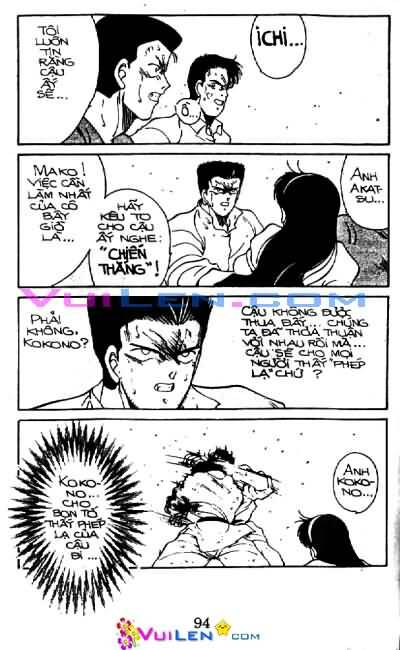 TÔI
LUÔN
TIN
RẰNG
CẬU
ẤY
SẼ...
ICHI...
Ô...
MAKO!
VIỆC CẦN
LÀM NHẤT
CỦA CÔ
BÂY
GIỜ
LÀ...
HÃY
KÊU TO
CHO CẬU
ẤY NGHE:
"CHIẾN
THẮNG"!
ANH
AKAT-
SU...
VuiLen.com
PHẢI
KHÔNG,
KOKONO?
CẬU KHÔNG ĐƯỢC
THUA ĐÂY... CHÚNG
TA ĐÃ THỎA THUẬN
VỚI NHAU RỒI MÀ...
CẬU SẼ CHO MỌI
NGƯỜI THẤY "PHÉP
LẠ" CHỨ ?
KOKO-
NO...
CHO
BỌN TỚ
THẤY PHÉP
LẠ CỦA
CẬU
ĐI...
ANH
KOKO-
NO...
94
VuiLen.com